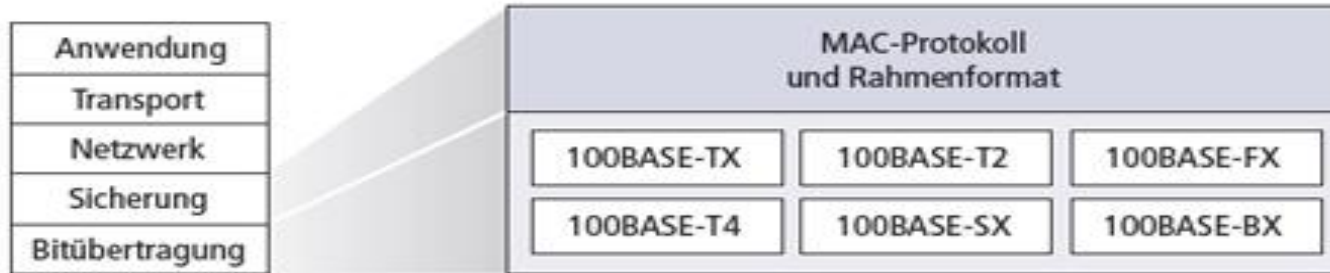 Anwendung
Transport
Netzwerk
Sicherung
Bitübertragung
MAC-Protokoll
und Rahmenformat
100BASE-TX 100BASE-T2 100BASE-FX
100BASE-T4 100BASE-SX 100BASE-BX